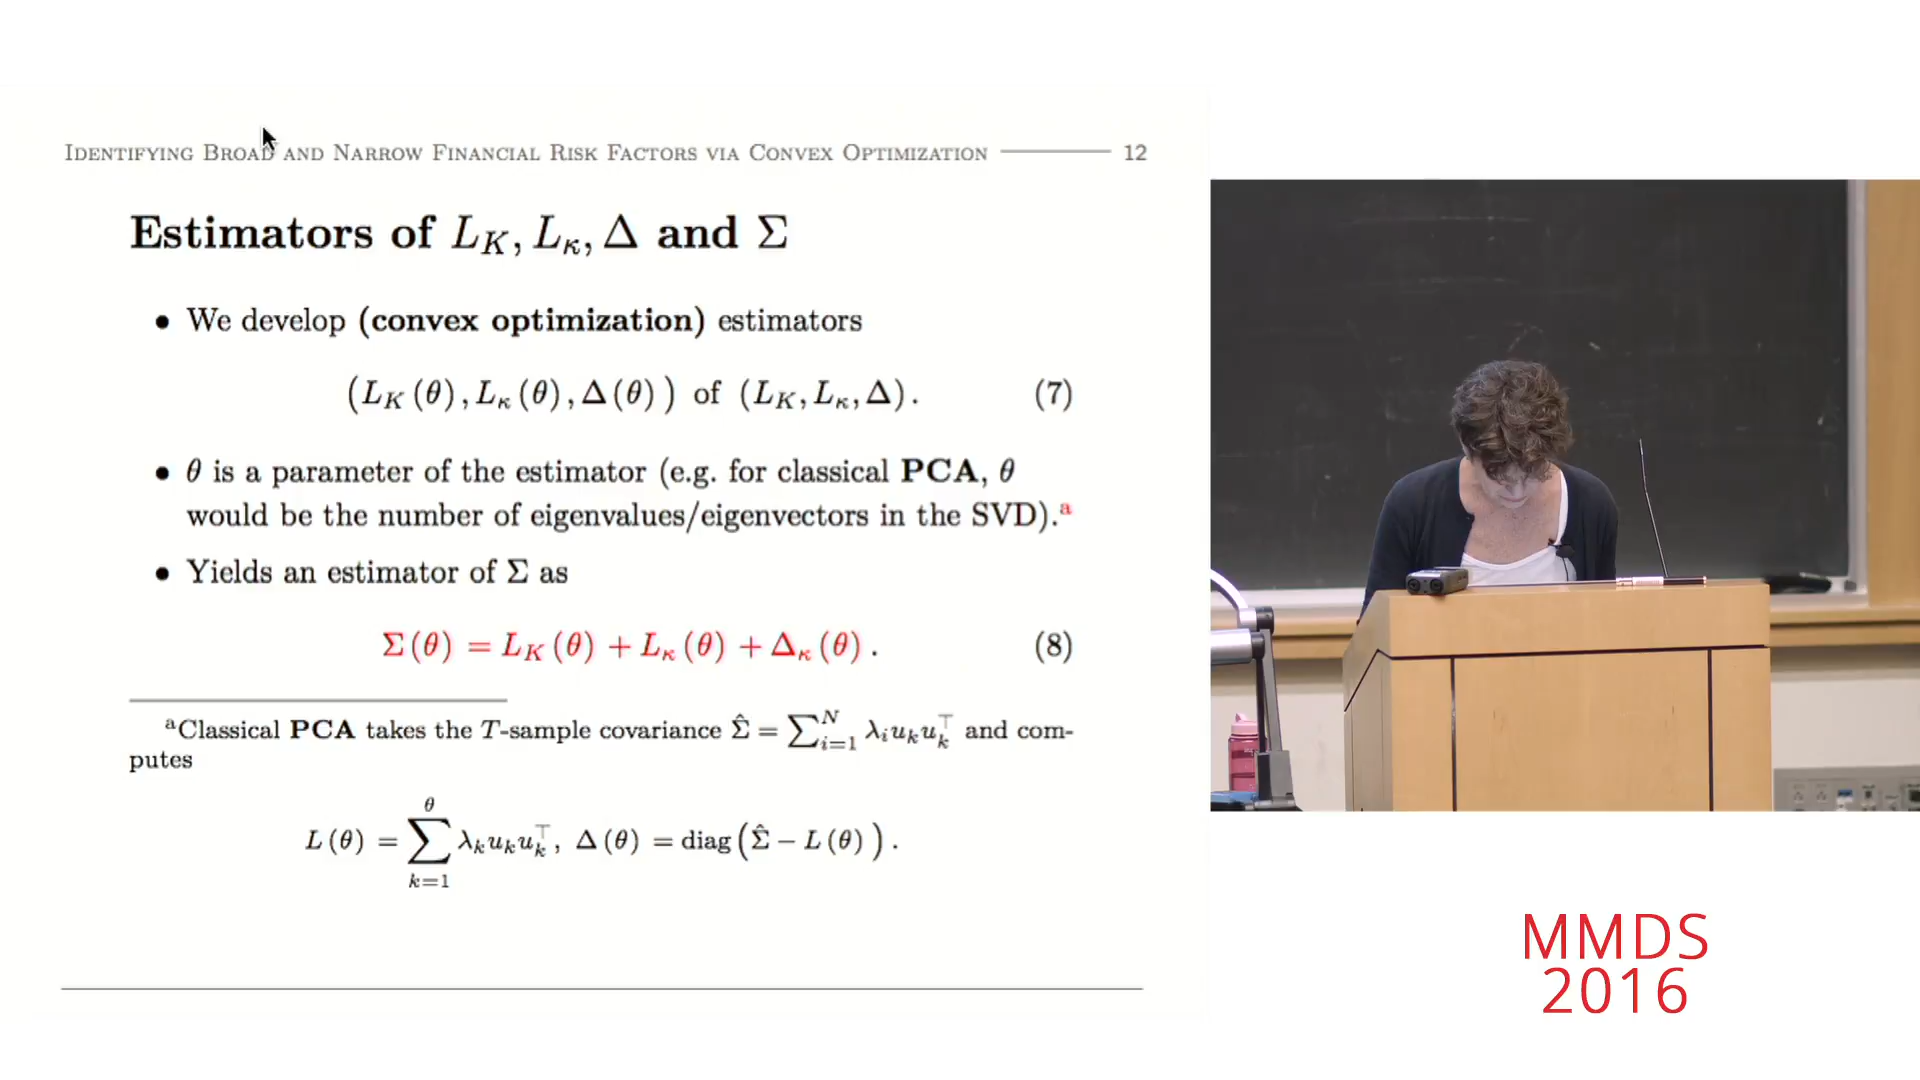 IDENTIFYING BROAD AND NARROW FINANCIAL RISK FACTORS VIA CONVEX OPTIMIZATION 12
Estimators of L_K, L_κ, Δ and Σ
• We develop (convex optimization) estimators
(L_K (θ), L_κ (θ), Δ (θ)) of (L_K, L_κ, Δ). (7)
• θ is a parameter of the estimator (e.g. for classical PCA, θ
would be the number of eigenvalues/eigenvectors in the SVD).ᵃ
• Yields an estimator of Σ as
Σ (θ) = L_K (θ) + L_κ (θ) + Δ_κ (θ) . (8)
ᵃClassical PCA takes the T-sample covariance Σ̂ = ∑_{i=1}^{N} λ_i u_k u_k^⊤ and com-
putes
L (θ) = ∑_{k=1}^{θ} λ_k u_k u_k^⊤, Δ (θ) = diag(Σ̂ − L (θ)) .
MMDS
2016